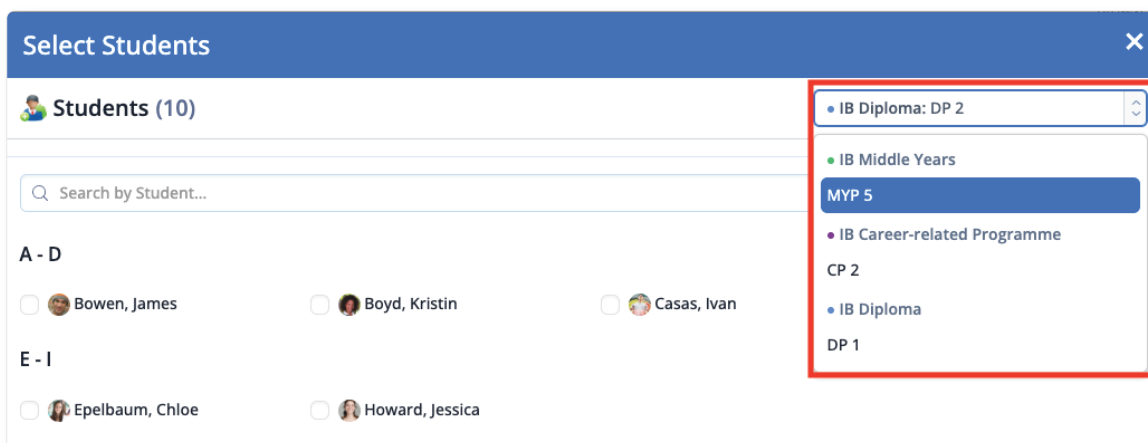 Select Students
Students (10)
• IB Diploma: DP 2
• IB Middle Years
MYP 5
• IB Career-related Programme
CP 2
• IB Diploma
DP 1
Search by Student...
A - D
Bowen, James
Boyd, Kristin
Casas, Ivan
E - I
Epelbaum, Chloe
Howard, Jessica